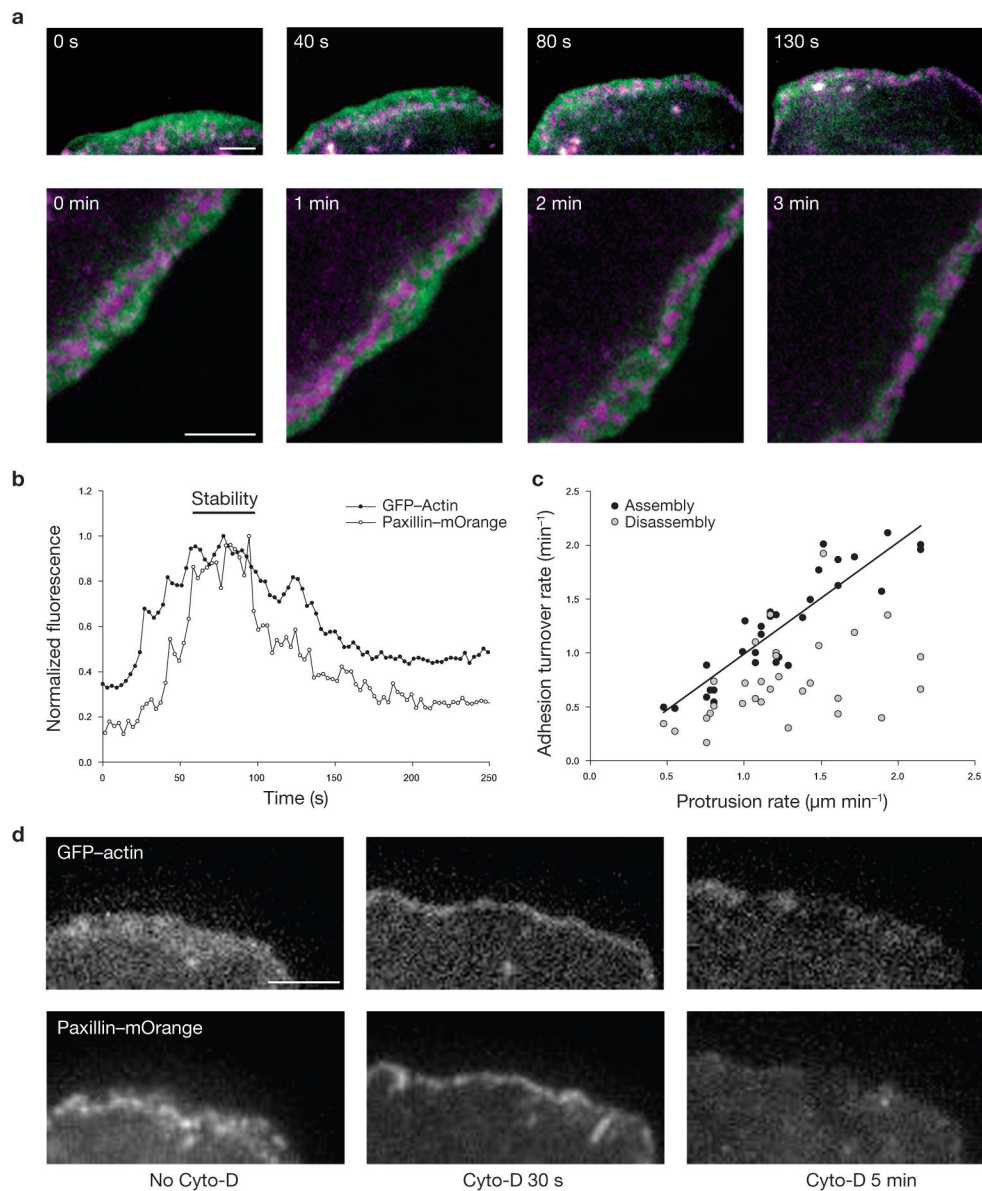 a
0 s
40 s
80 s
130 s
0 min
1 min
2 min
3 min
b
Normalized fluorescence
1.2
1.0
0.8
0.6
0.4
0.2
0.0
0
50
100
150
200
250
Time (s)
Stability
GFP–Actin
Paxillin–mOrange
c
Adhesion turnover rate (min⁻¹)
2.5
2.0
1.5
1.0
0.5
0.0
0.0
0.5
1.0
1.5
2.0
2.5
Protrusion rate (µm min⁻¹)
Assembly
Disassembly
d
GFP–actin
Paxillin–mOrange
No Cyto-D
Cyto-D 30 s
Cyto-D 5 min